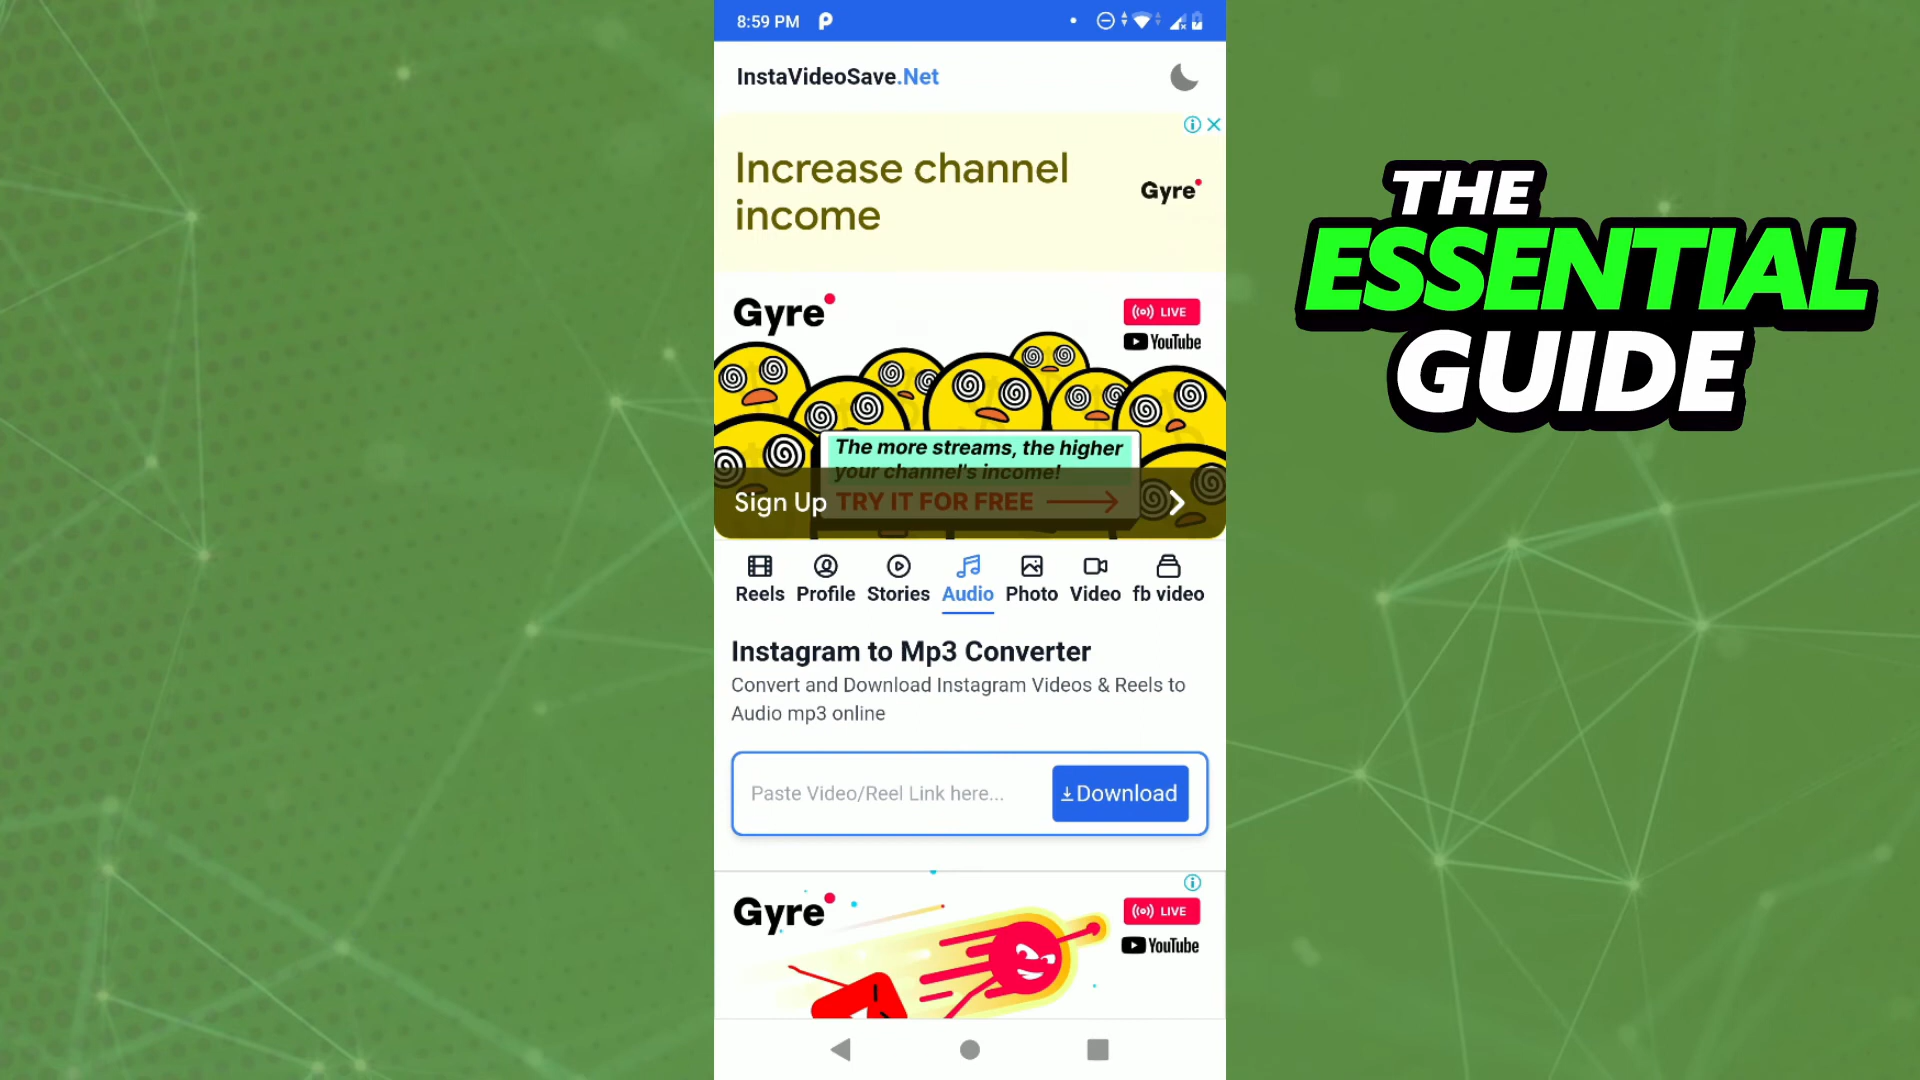 8:59 PM
InstaVideoSave.Net
Increase channel
income
Gyre
Gyre
LIVE
YouTube
The more streams, the higher
your channel's income!
Sign Up
TRY IT FOR FREE
Reels Profile Stories Audio Photo Video fb video
Instagram to Mp3 Converter
Convert and Download Instagram Videos & Reels to
Audio mp3 online
Paste Video/Reel Link here...
Download
Gyre
LIVE
YouTube
THE
ESSENTIAL
GUIDE